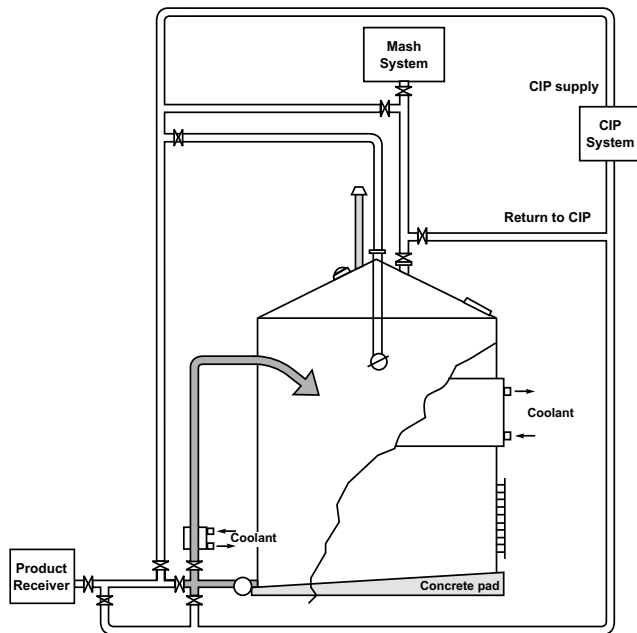 Mash
System
CIP supply
CIP
System
Return to CIP
Coolant
Coolant
Product
Receiver
Concrete pad